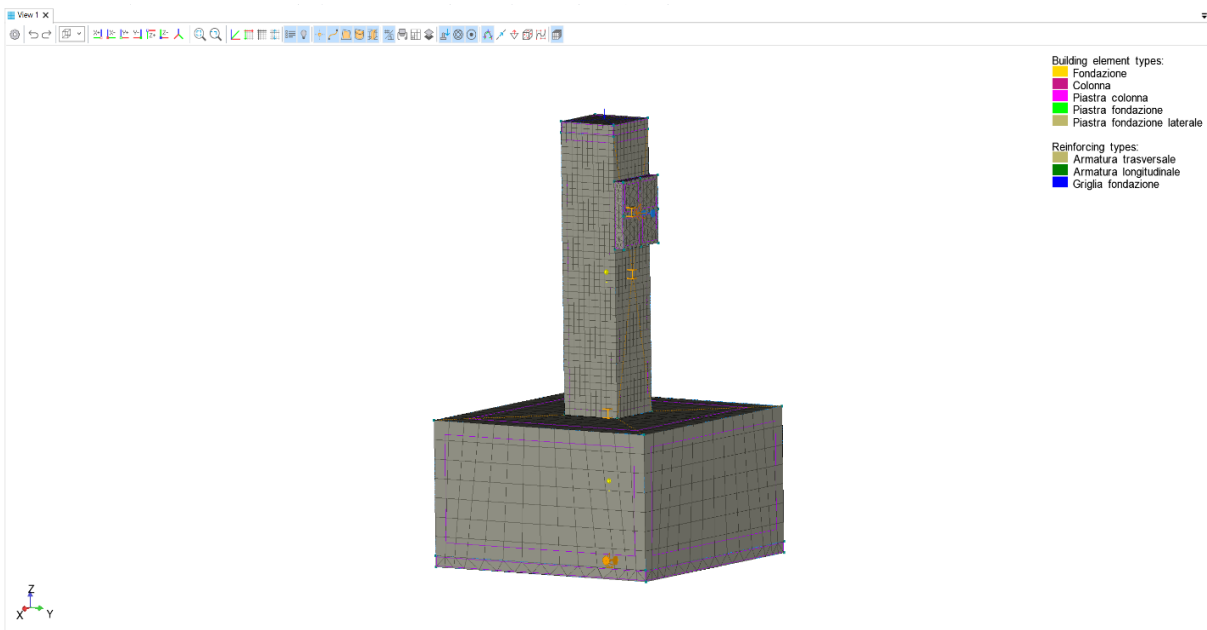 View 1
Building element types:
Fondazione
Colonna
Piastra colonna
Piastra fondazione
Piastra fondazione laterale
Reinforcing types:
Armatura trasversale
Armatura longitudinale
Griglia fondazione
Z
X
Y